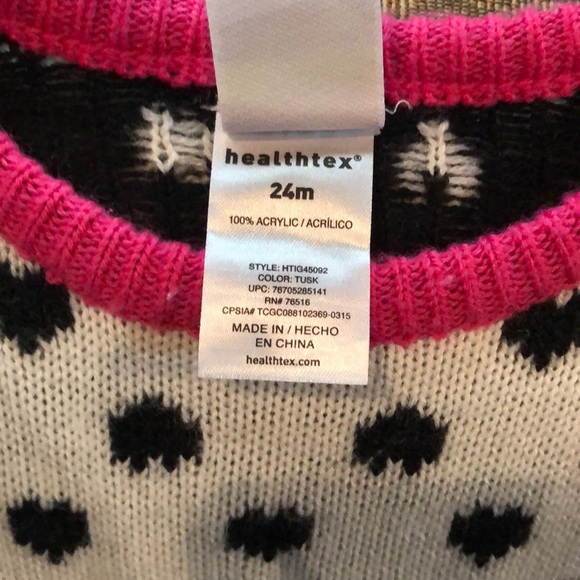 healthtex®
24m
100% ACRYLIC / ACRÍLICO
STYLE: HTIG45092
COLOR: TUSK
UPC: 76705285141
RN# 76516
CPSIA# TCGC088102369-0315
MADE IN / HECHO
EN CHINA
healthtex.com